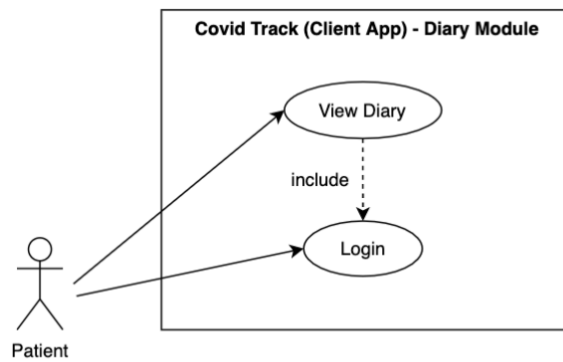 Covid Track (Client App) - Diary Module
View Diary
include
Login
Patient